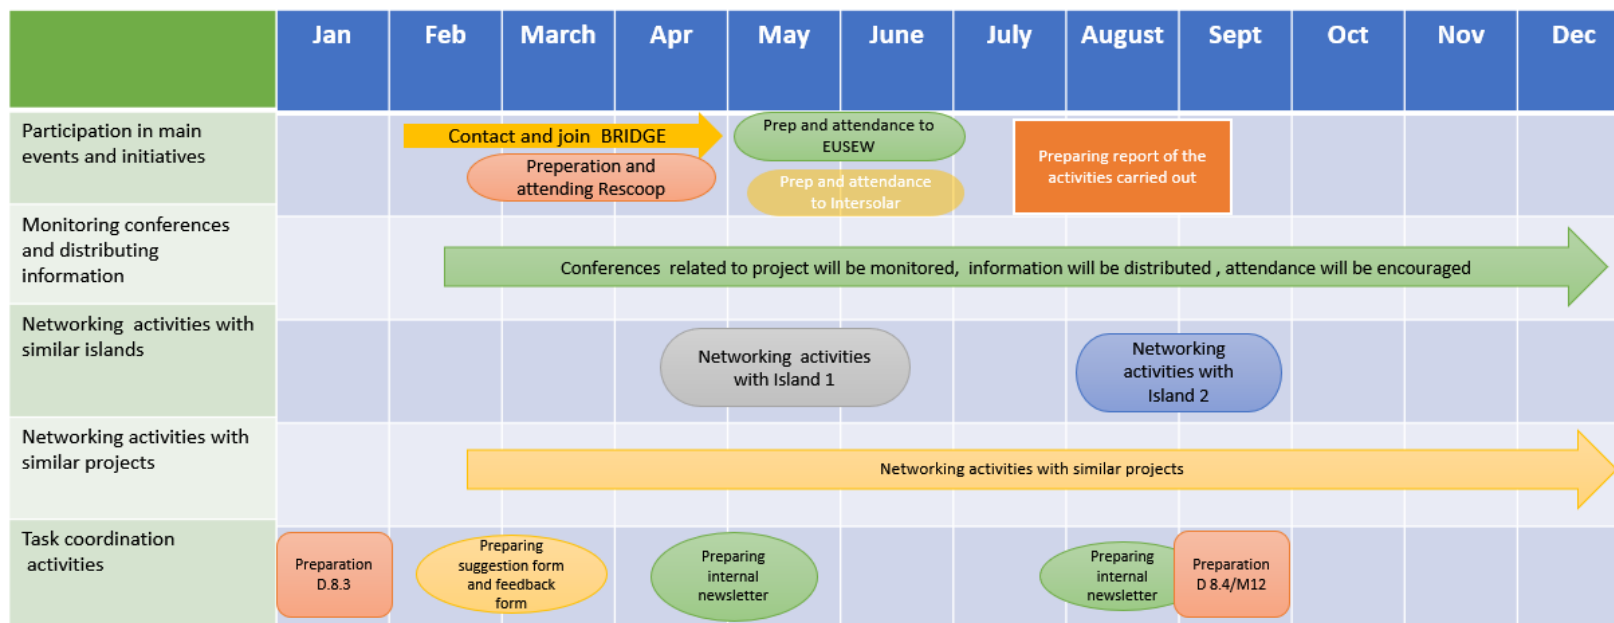 Jan Feb March Apr May June July August Sept Oct Nov Dec
Participation in main
events and initiatives
Contact and join BRIDGE
Preperation and
attending Rescoop
Prep and attendance to
EUSEW
Prep and attendance
to Intersolar
Preparing report of the
activities carried out
Monitoring conferences
and distributing
information
Conferences related to project will be monitored, information will be distributed , attendance will be encouraged
Networking activities with
similar islands
Networking activities
with Island 1
Networking
activities with
Island 2
Networking activities with
similar projects
Networking activities with similar projects
Task coordination
activities
Preparation
D.8.3
Preparing
suggestion form
and feedback
form
Preparing
internal
newsletter
Preparing
internal
newsletter
Preparation
D 8.4/M12